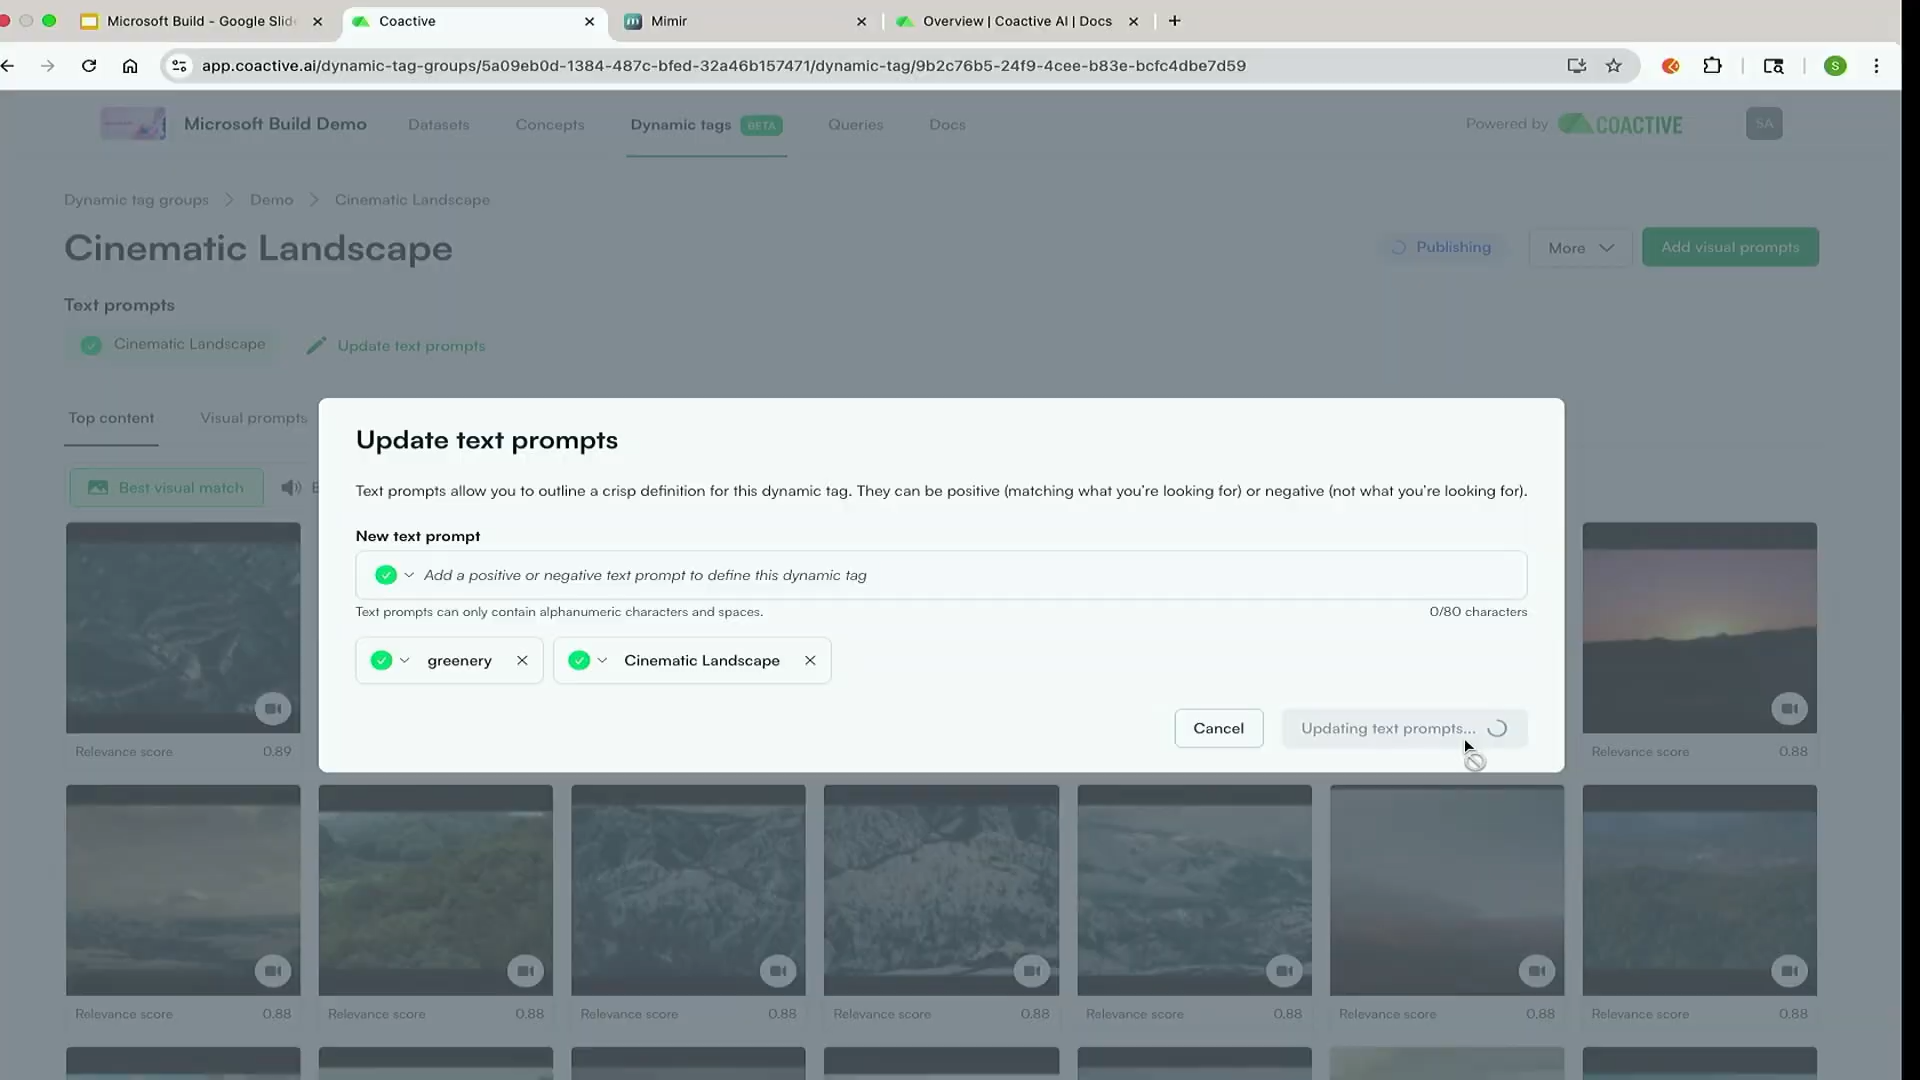 Microsoft Build - Google Slid
Coactive
Mimir
Overview | Coactive AI | Docs
app.coactive.ai/dynamic-tag-groups/5a09eb0d-1384-487c-bfed-32a46b157471/dynamic-tag/9b2c76b5-24f9-4cee-b83e-bcfc4dbe7d59
S
Microsoft Build Demo
Datasets
Concepts
Dynamic tags BETA
Queries
Docs
Powered by COACTIVE
SA
Dynamic tag groups > Demo > Cinematic Landscape
Cinematic Landscape
Publishing
More
Add visual prompts
Text prompts
Cinematic Landscape
Update text prompts
Top content
Visual prompts
Best visual match
Update text prompts
Text prompts allow you to outline a crisp definition for this dynamic tag. They can be positive (matching what you're looking for) or negative (not what you're looking for).
New text prompt
Add a positive or negative text prompt to define this dynamic tag
Text prompts can only contain alphanumeric characters and spaces.
0/80 characters
greenery
Cinematic Landscape
Cancel
Updating text prompts...
Relevance score 0.89
Relevance score 0.88
Relevance score 0.88
Relevance score 0.88
Relevance score 0.88
Relevance score 0.88
Relevance score 0.88
Relevance score 0.88
Relevance score 0.88